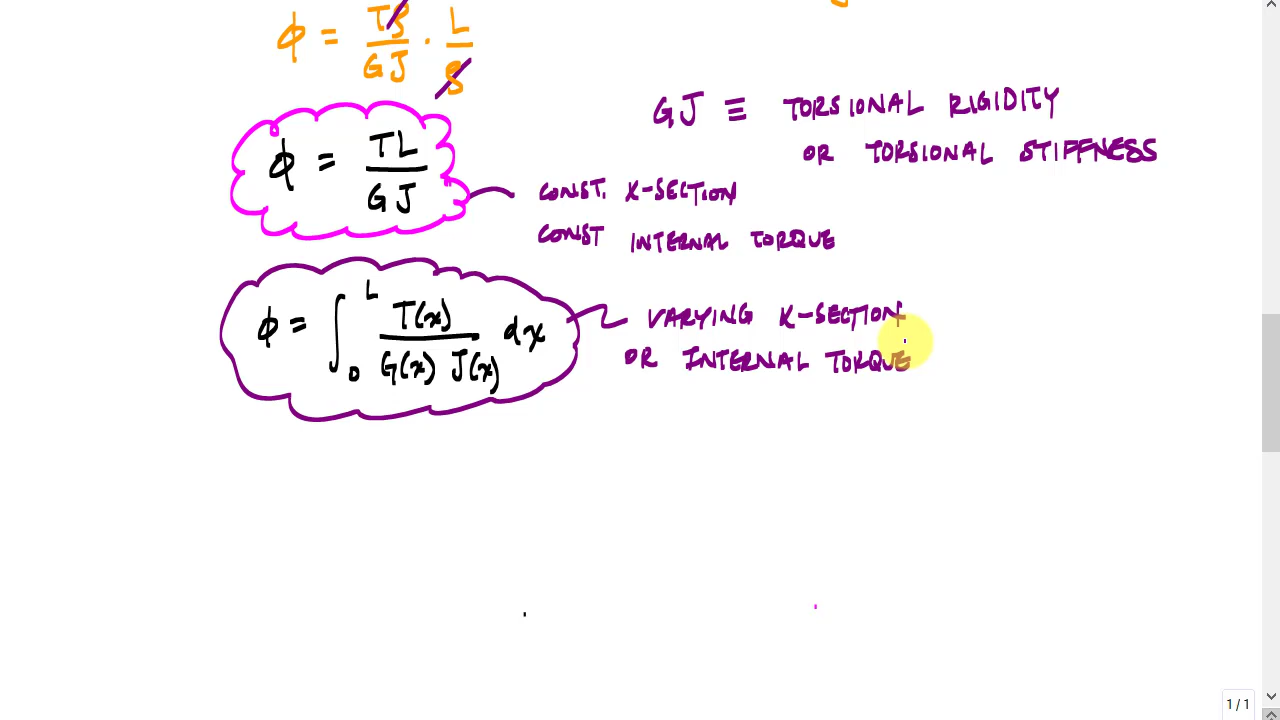 ϕ = Tρ/GJ · L/ρ
GJ ≡ TORSIONAL RIGIDITY
OR TORSIONAL STIFFNESS
ϕ = TL/GJ
CONST. X-SECTION
CONST INTERNAL TORQUE
ϕ = ∫₀ᴸ T(x)/G(x) J(x) dx
VARYING X-SECTION
OR INTERNAL TORQUE
1/1